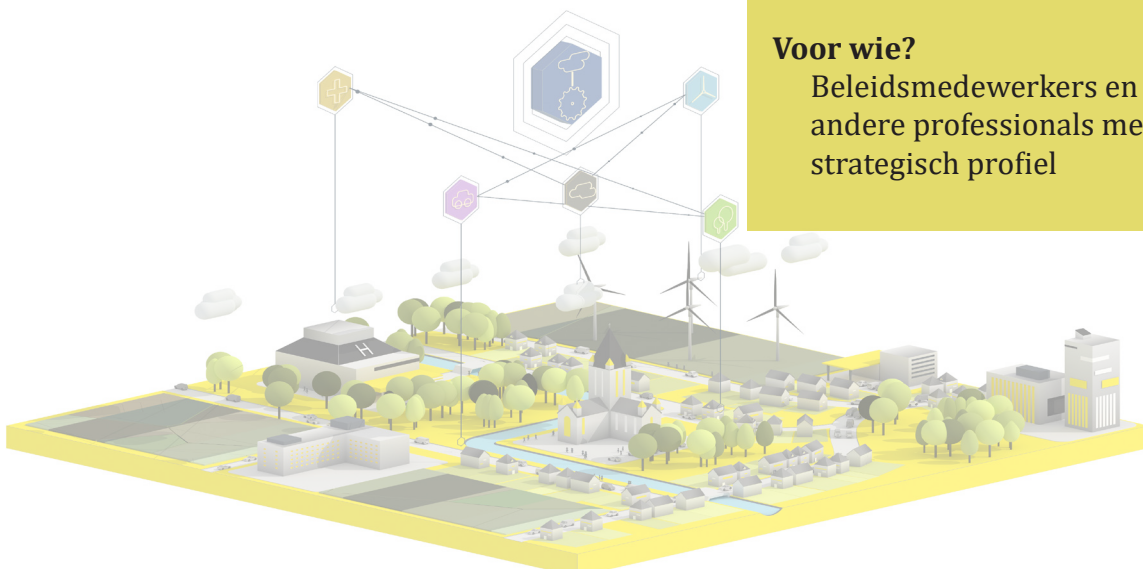 Voor wie?
Beleidsmedewerkers en
andere professionals me
strategisch profiel
H